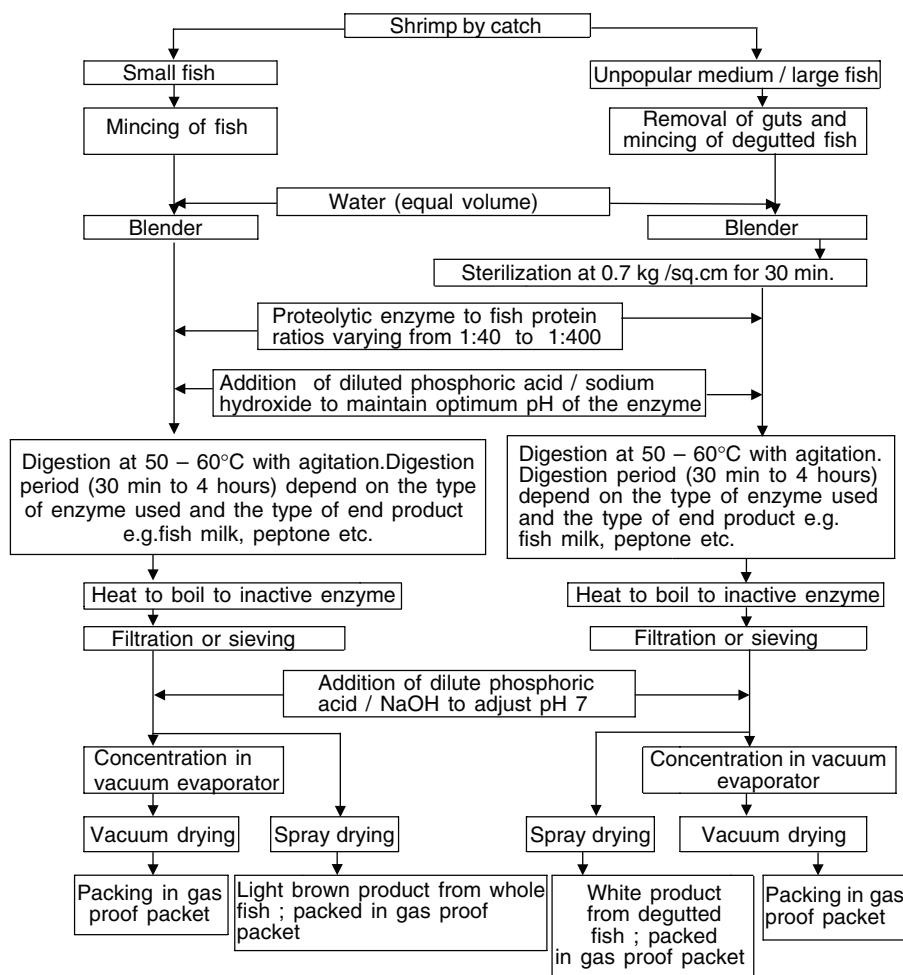 Shrimp by catch
Small fish
Unpopular medium / large fish
Mincing of fish
Removal of guts and
mincing of degutted fish
Water (equal volume)
Blender
Blender
Sterilization at 0.7 kg /sq.cm for 30 min.
Proteolytic enzyme to fish protein
ratios varying from 1:40 to 1:400
Addition of diluted phosphoric acid / sodium
hydroxide to maintain optimum pH of the enzyme
Digestion at 50 – 60°C with agitation.Digestion
period (30 min to 4 hours) depend on the type
of enzyme used and the type of end product
e.g.fish milk, peptone etc.
Digestion at 50 – 60°C with agitation.
Digestion period (30 min to 4 hours)
depend on the type of enzyme used
and the type of end product e.g.
fish milk, peptone etc.
Heat to boil to inactive enzyme
Heat to boil to inactive enzyme
Filtration or sieving
Filtration or sieving
Addition of dilute phosphoric
acid / NaOH to adjust pH 7
Concentration in
vacuum evaporator
Concentration in vacuum
evaporator
Vacuum drying
Spray drying
Spray drying
Vacuum drying
Packing in gas
proof packet
Light brown product from whole
fish ; packed in gas proof
packet
White product
from degutted
fish ; packed
in gas proof packet
Packing in gas
proof packet